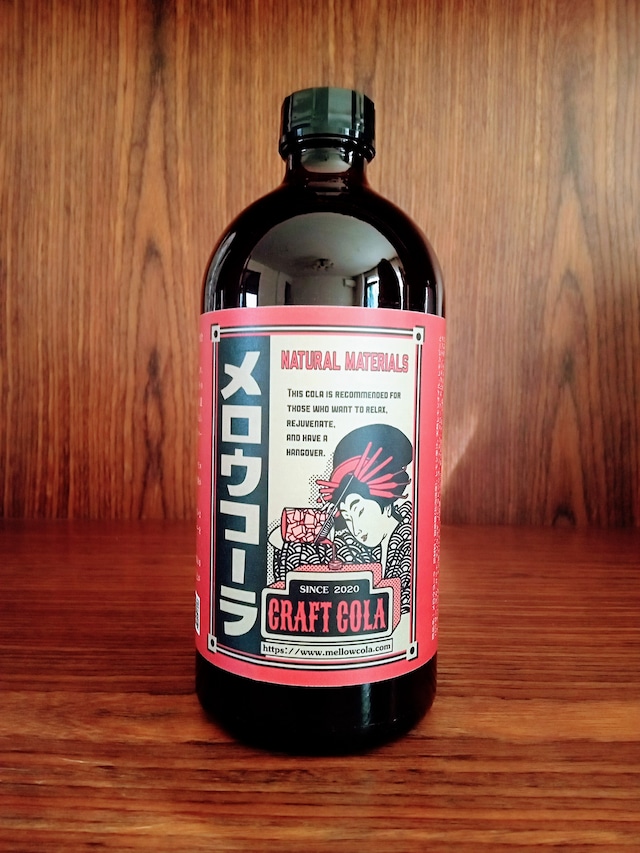 メロウコーラ
NATURAL MATERIALS
THIS COLA IS RECOMMENDED FOR
THOSE WHO WANT TO RELAX,
REJUVENATE,
AND HAVE A
HANGOVER.
SINCE 2020
CRAFT COLA
https://www.mellowcola.com